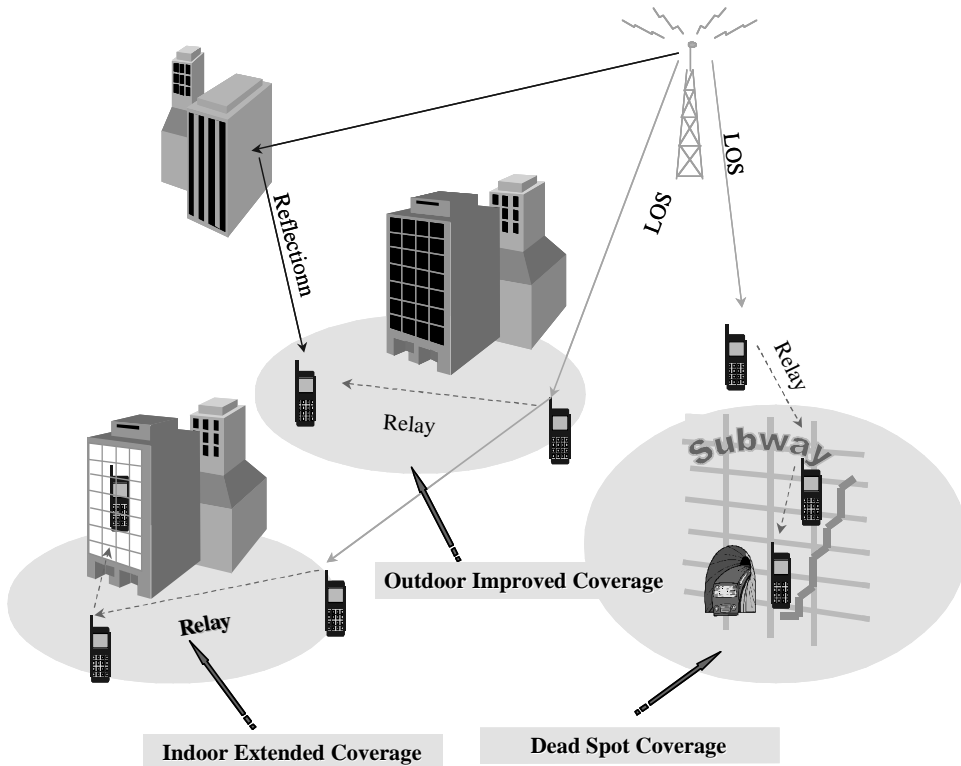 LOS
LOS
Reflectionn
Relay
Relay
Subway
Outdoor Improved Coverage
Relay
Indoor Extended Coverage
Dead Spot Coverage